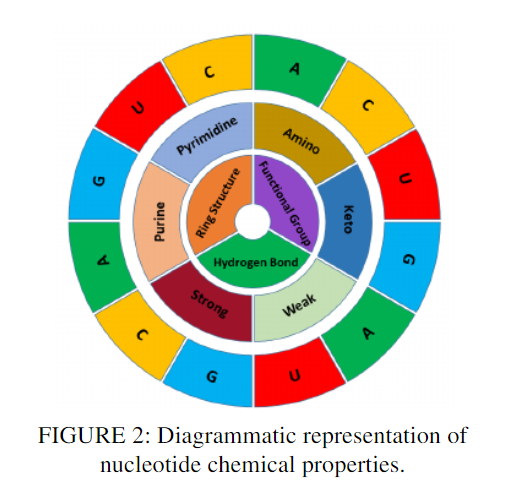 A
C
U
G
A
U
G
C
A
G
U
C
Amino
Keto
Weak
Strong
Purine
Pyrimidine
Functional Group
Hydrogen Bond
Ring Structure
FIGURE 2: Diagrammatic representation of
nucleotide chemical properties.